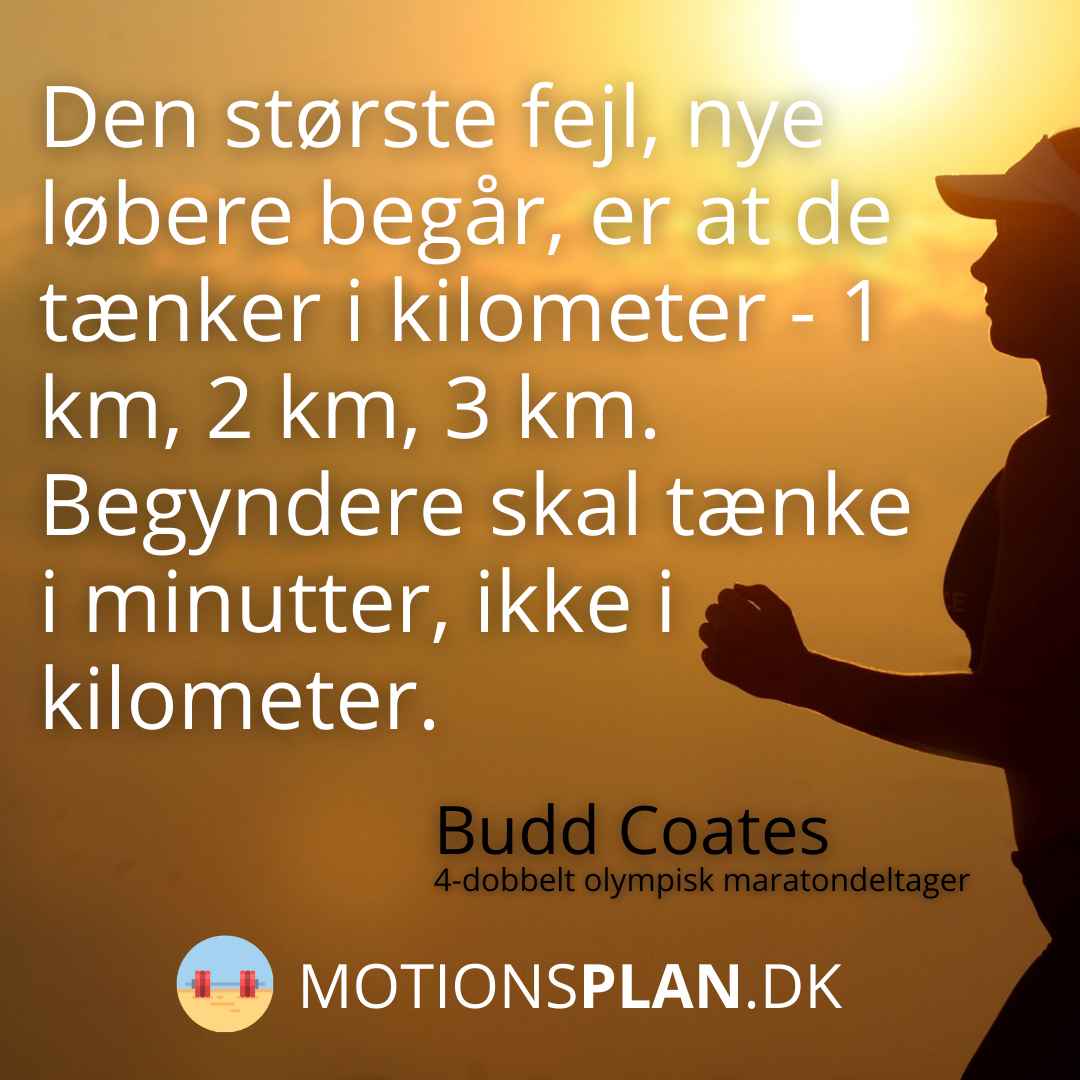 Den største fejl, nye
løbere begår, er at de
tænker i kilometer - 1
km, 2 km, 3 km.
Begyndere skal tænke
i minutter, ikke i
kilometer.
Budd Coates
4-dobbelt olympisk maratondeltager
MOTIONSPLAN.DK